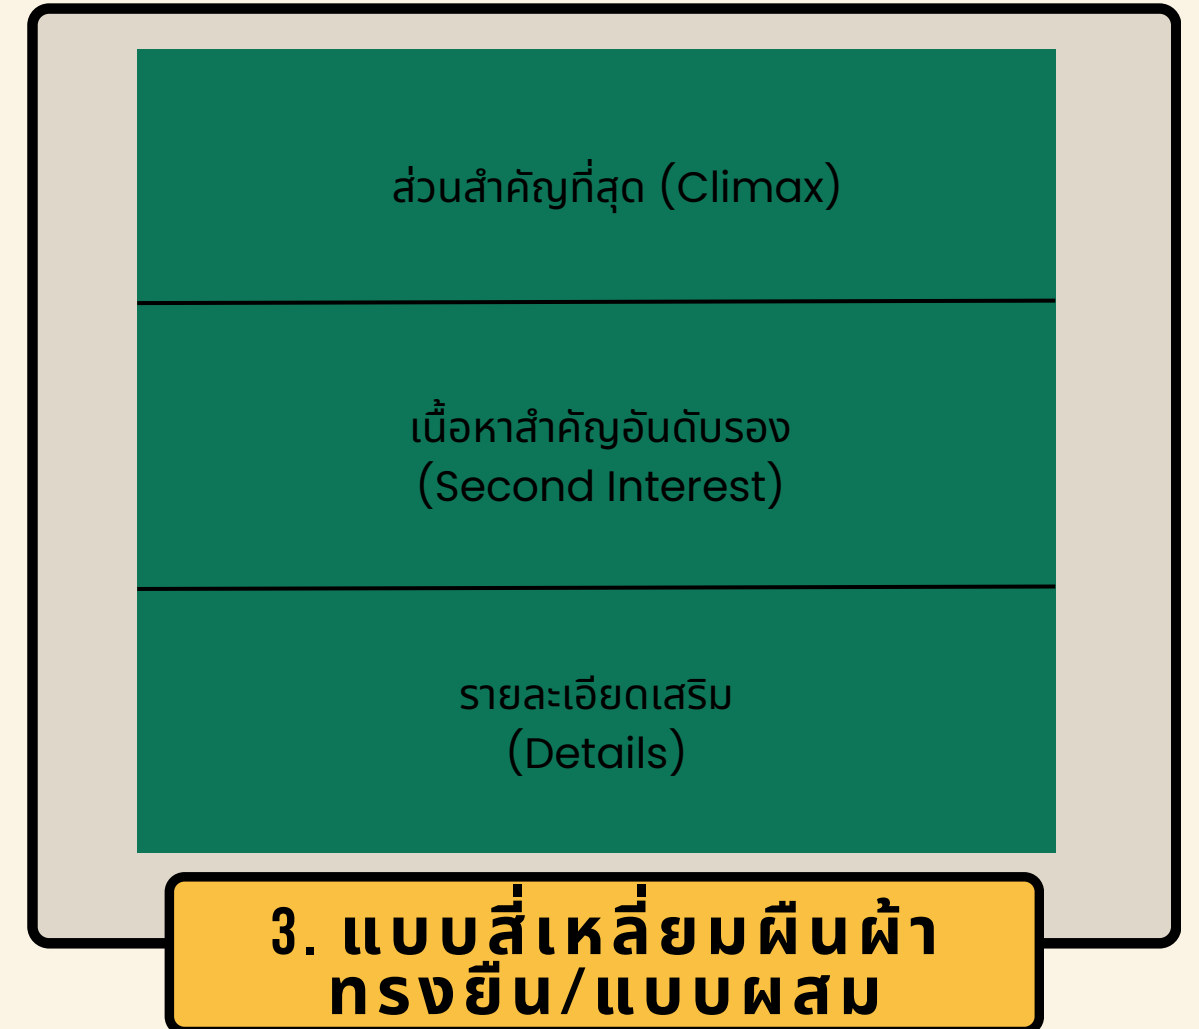 ส่วนสำคัญที่สุด (Climax)
เนื้อหาสำคัญอันดับรอง
(Second Interest)
รายละเอียดเสริม
(Details)
3. แบบสี่เหลี่ยมผืนผ้า
ทรงยืน/แบบผสม